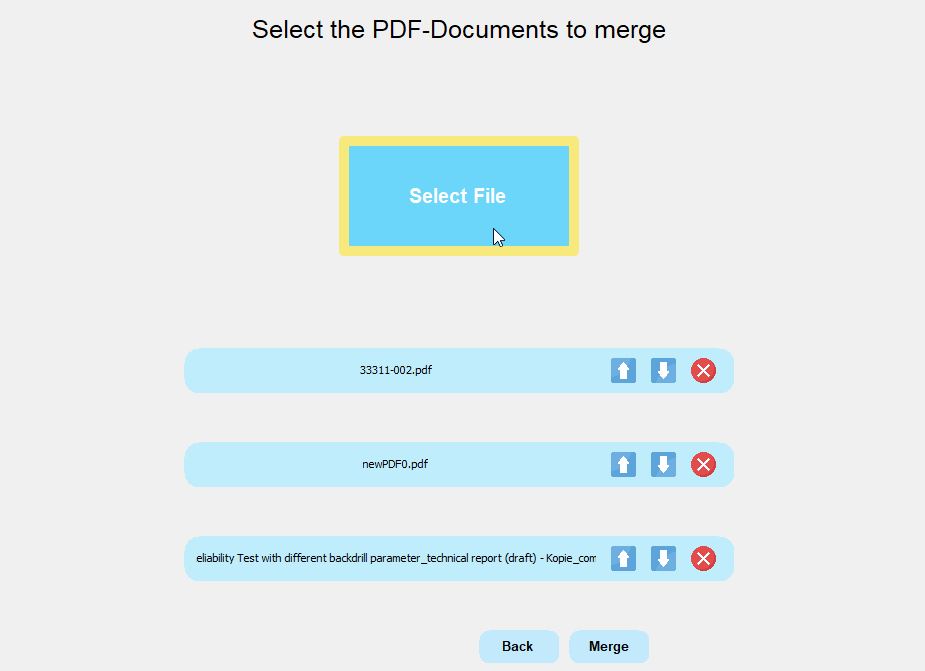 Select the PDF-Documents to merge
Select File
33311-002.pdf
newPDF0.pdf
eliability Test with different backdrill parameter_technical report (draft) - Kopie_com
Back
Merge